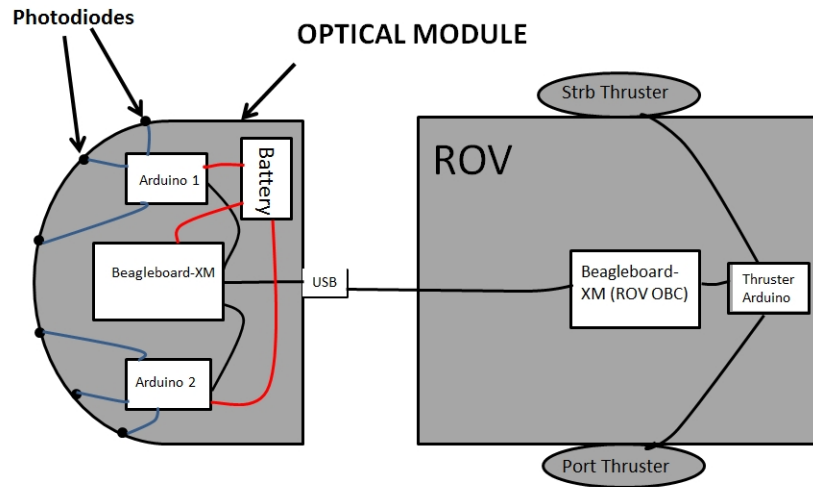 Photodiodes
OPTICAL MODULE
Strb Thruster
ROV
Battery
Arduino 1
Beagleboard-XM
USB
Beagleboard-
XM (ROV OBC)
Thruster
Arduino
Arduino 2
Port Thruster